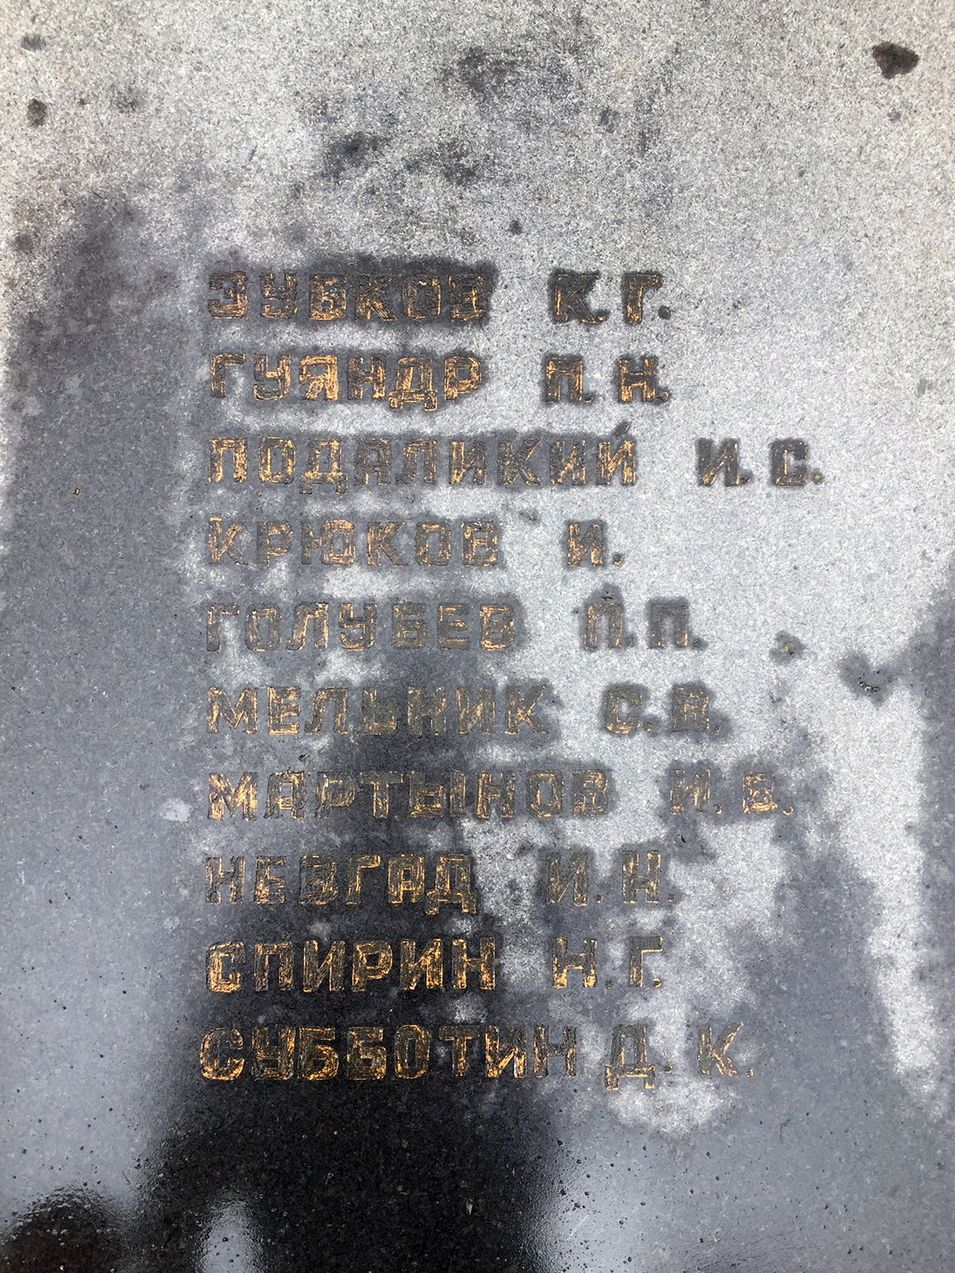 ЗУБКОВ К.Г.
ГУЯНДР П.Н.
ПОДАЛИКИЙ И.С.
КРЮКОВ И.
ГОЛУБЕВ П.П.
МЕЛЬНИК С.В.
МАРТЫНОВ И.В.
НЕВГАД И.Н.
СПИРИН Н.Г.
СУББОТИН Д.К.